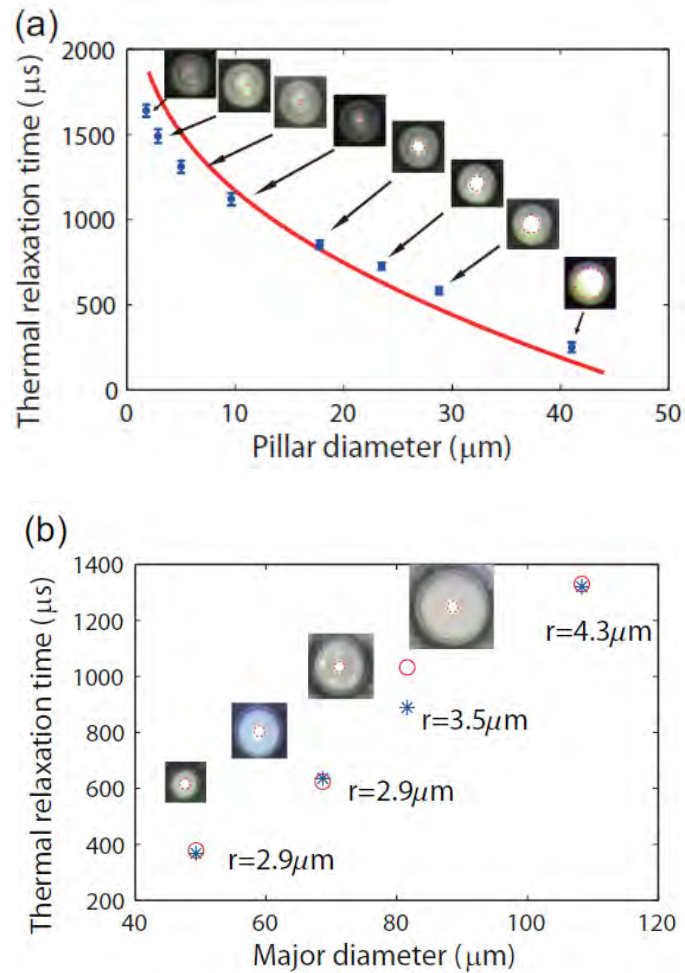 (a)
Thermal relaxation time (μs)
2000
1500
1000
500
0
0 10 20 30 40 50
Pillar diameter (μm)
(b)
Thermal relaxation time (μs)
1400
1200
1000
800
600
400
200
r=4.3μm
r=3.5μm
r=2.9μm
r=2.9μm
40 60 80 100 120
Major diameter (μm)